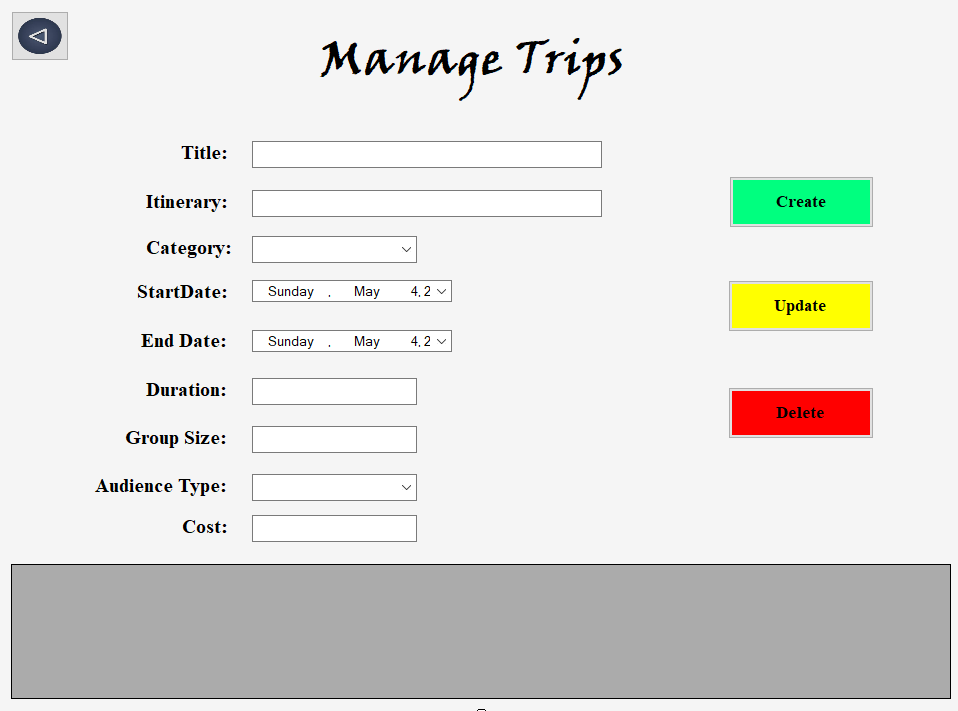 Manage Trips
Title:
Itinerary:
Create
Category:
StartDate: Sunday , May 4, 2
Update
End Date: Sunday , May 4, 2
Duration:
Delete
Group Size:
Audience Type:
Cost: